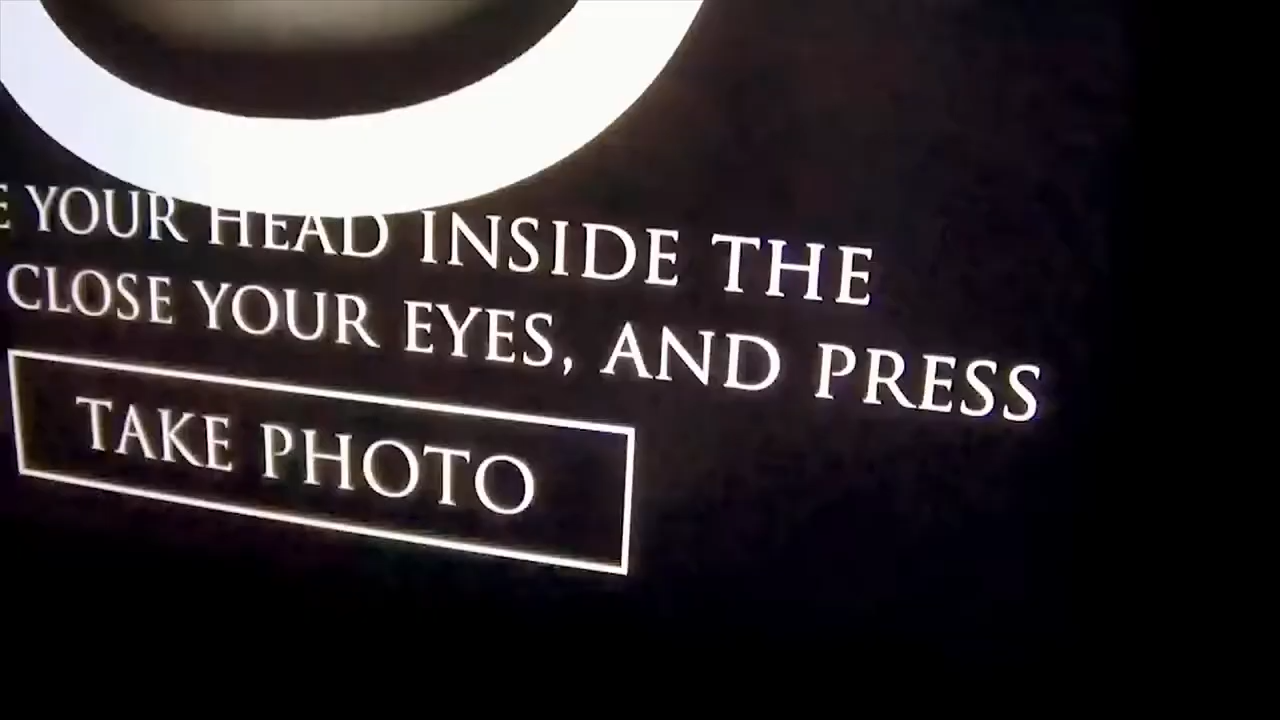 YOUR HEAD INSIDE THE
CLOSE YOUR EYES, AND PRESS
TAKE PHOTO